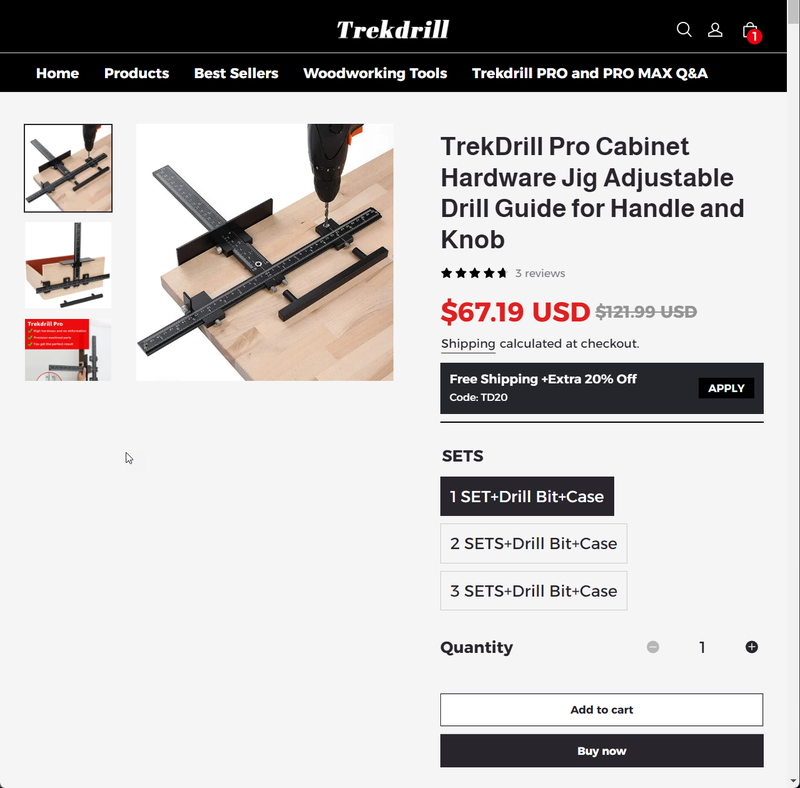 Trekdrill
1
Home
Products
Best Sellers
Woodworking Tools
Trekdrill PRO and PRO MAX Q&A
Trekdrill Pro
TrekDrill Pro Cabinet
Hardware Jig Adjustable
Drill Guide for Handle and
Knob
3 reviews
$67.19 USD $121.99 USD
Shipping calculated at checkout.
Free Shipping +Extra 20% Off
Code: TD20
APPLY
SETS
1 SET+Drill Bit+Case
2 SETS+Drill Bit+Case
3 SETS+Drill Bit+Case
Quantity
1
Add to cart
Buy now